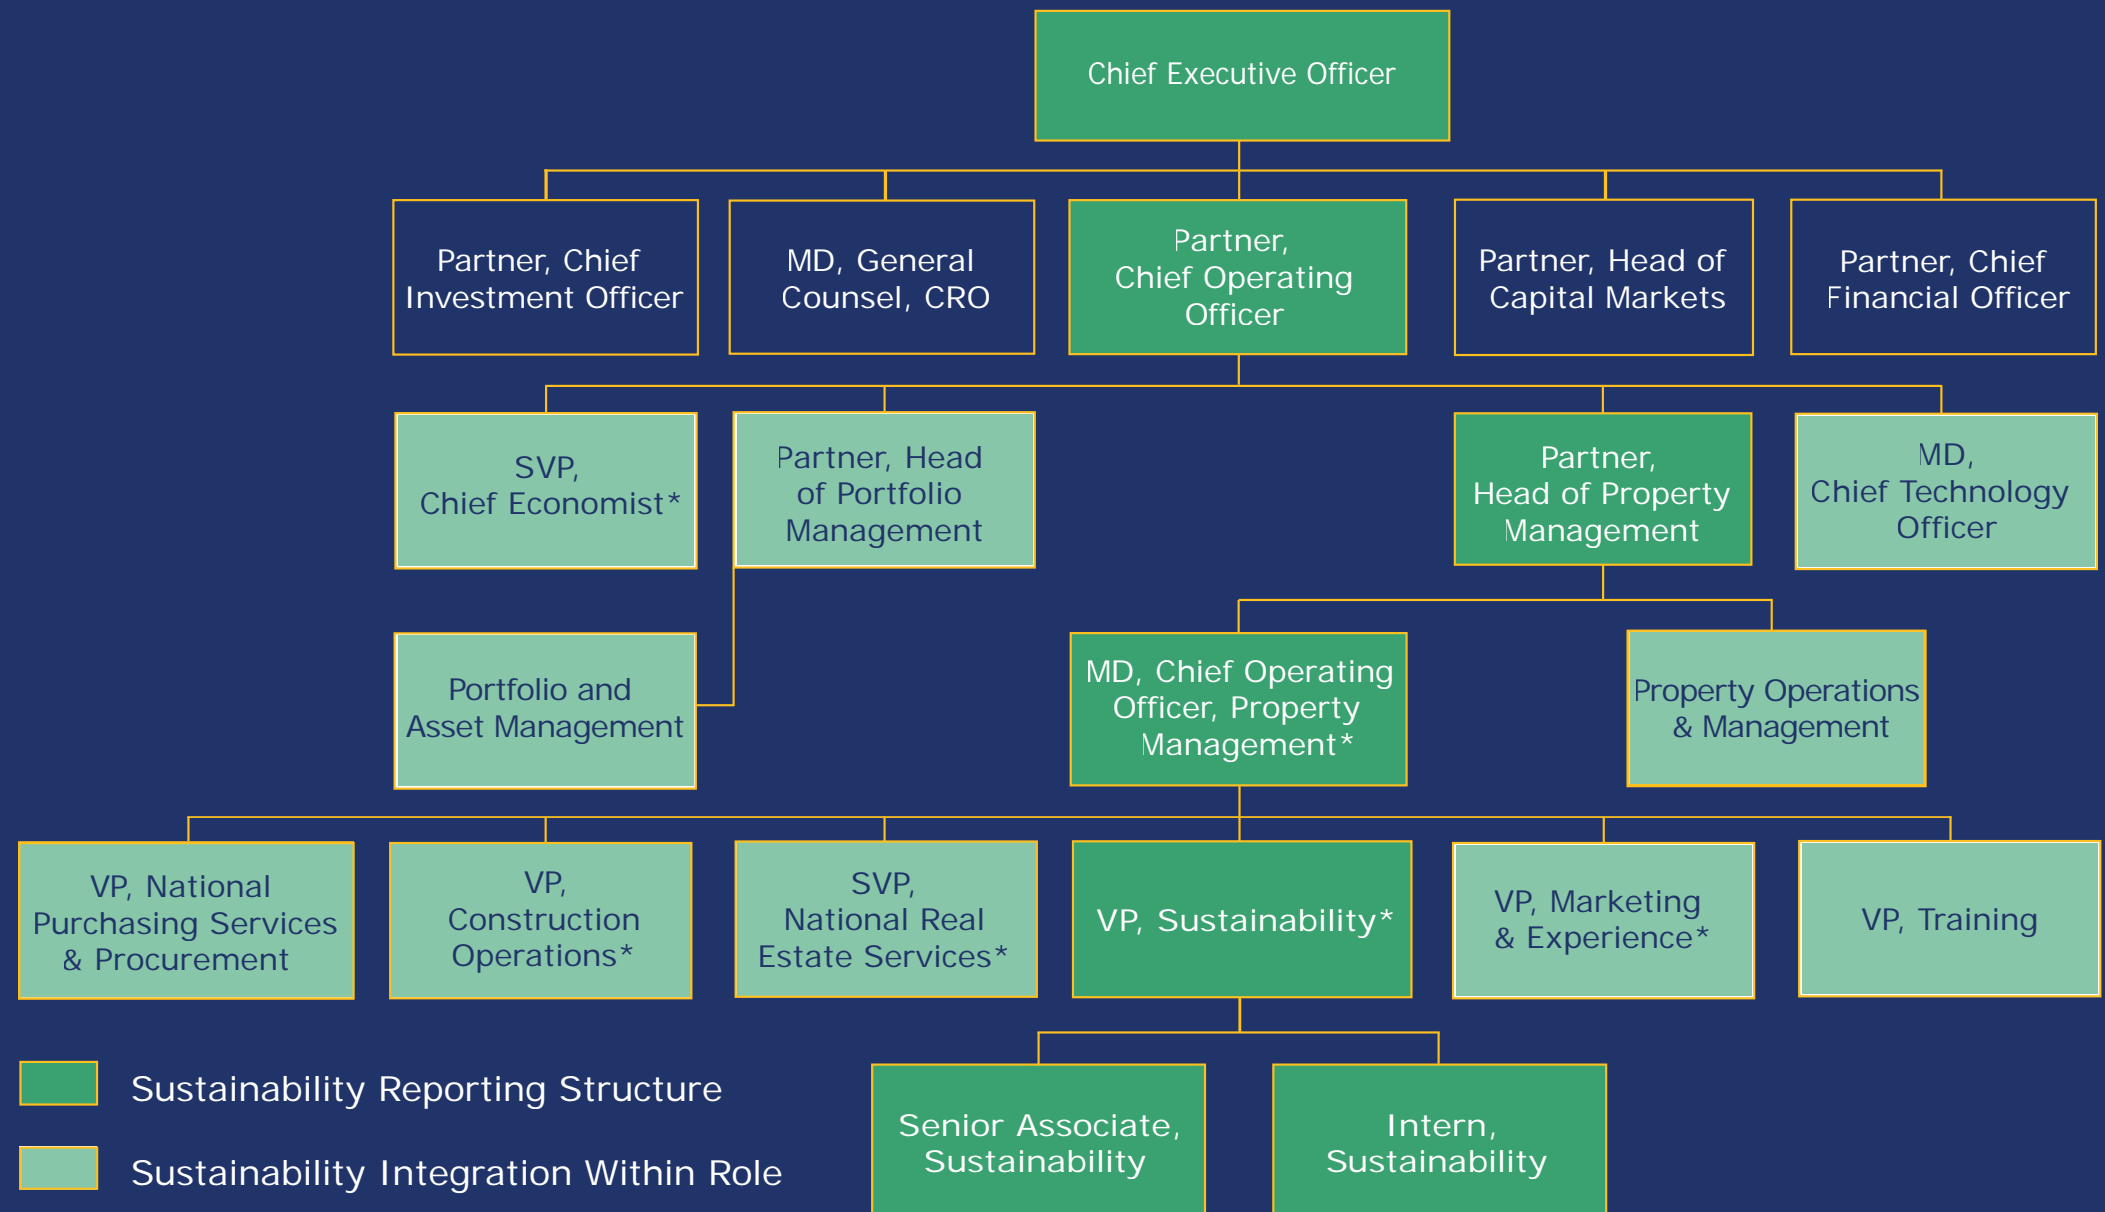 Chief Executive Officer
Partner, Chief
Investment Officer
MD, General
Counsel, CRO
Partner,
Chief Operating
Officer
Partner, Head of
Capital Markets
Partner, Chief
Financial Officer
SVP,
Chief Economist*
Partner, Head
of Portfolio
Management
Partner,
Head of Property
Management
MD,
Chief Technology
Officer
Portfolio and
Asset Management
MD, Chief Operating
Officer, Property
Management*
Property Operations
& Management
VP, National
Purchasing Services
& Procurement
VP,
Construction
Operations*
SVP,
National Real
Estate Services*
VP, Sustainability*
VP, Marketing
& Experience*
VP, Training
Sustainability Reporting Structure
Sustainability Integration Within Role
Senior Associate,
Sustainability
Intern,
Sustainability